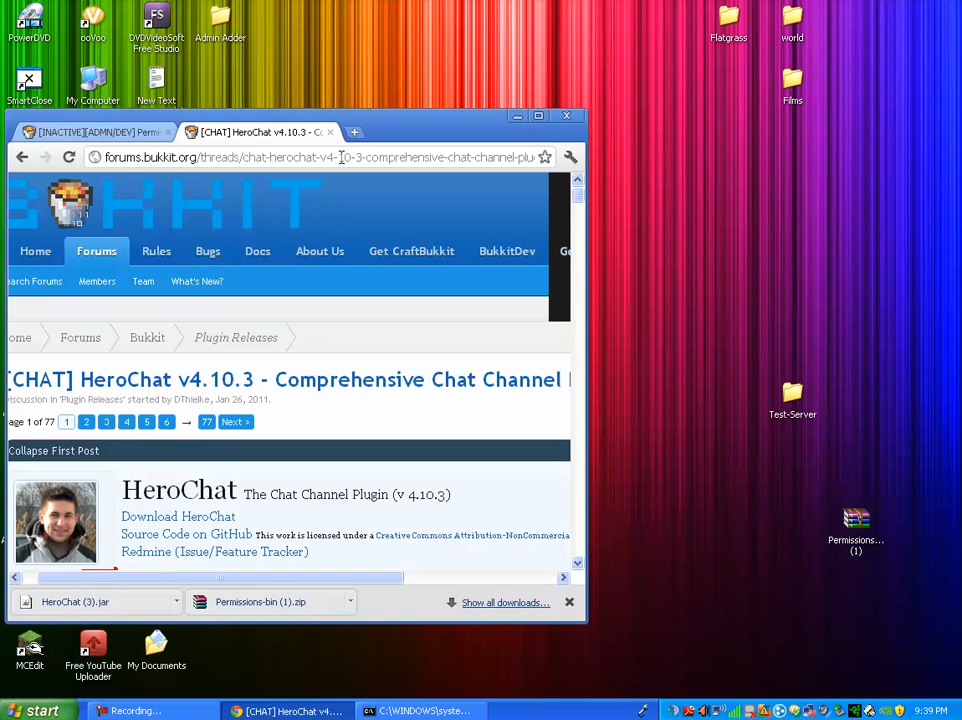 PowerDVD
ooVoo
FS
DVDVideoSoft
Free Studio
Admin Adder
Flatgrass
world
SmartClose
My Computer
New Text
Films
[INACTIVE][ADMN/DEV] Permi
[CHAT] HeroChat v4.10.3 - Co
forums.bukkit.org/threads/chat-herochat-v4-10-3-comprehensive-chat-channel-plu
BUKKIT
Home
Forums
Rules
Bugs
Docs
About Us
Get CraftBukkit
BukkitDev
Ge
earch Forums
Members
Team
What's New?
ome
Forums
Bukkit
Plugin Releases
[CHAT] HeroChat v4.10.3 - Comprehensive Chat Channel
iscussion in 'Plugin Releases' started by DThielke, Jan 26, 2011.
age 1 of 77 1 2 3 4 5 6 → 77 Next >
Collapse First Post
HeroChat The Chat Channel Plugin (v 4.10.3)
Download HeroChat
Source Code on GitHub This work is licensed under a Creative Commons Attribution-NonCommercia
Redmine (Issue/Feature Tracker)
HeroChat (3).jar
Permissions-bin (1).zip
Show all downloads...
Test-Server
Permissions...
(1)
MCEdit
Free YouTube
Uploader
My Documents
start
Recording...
[CHAT] HeroChat v4....
C:\WINDOWS\syste...
9:39 PM